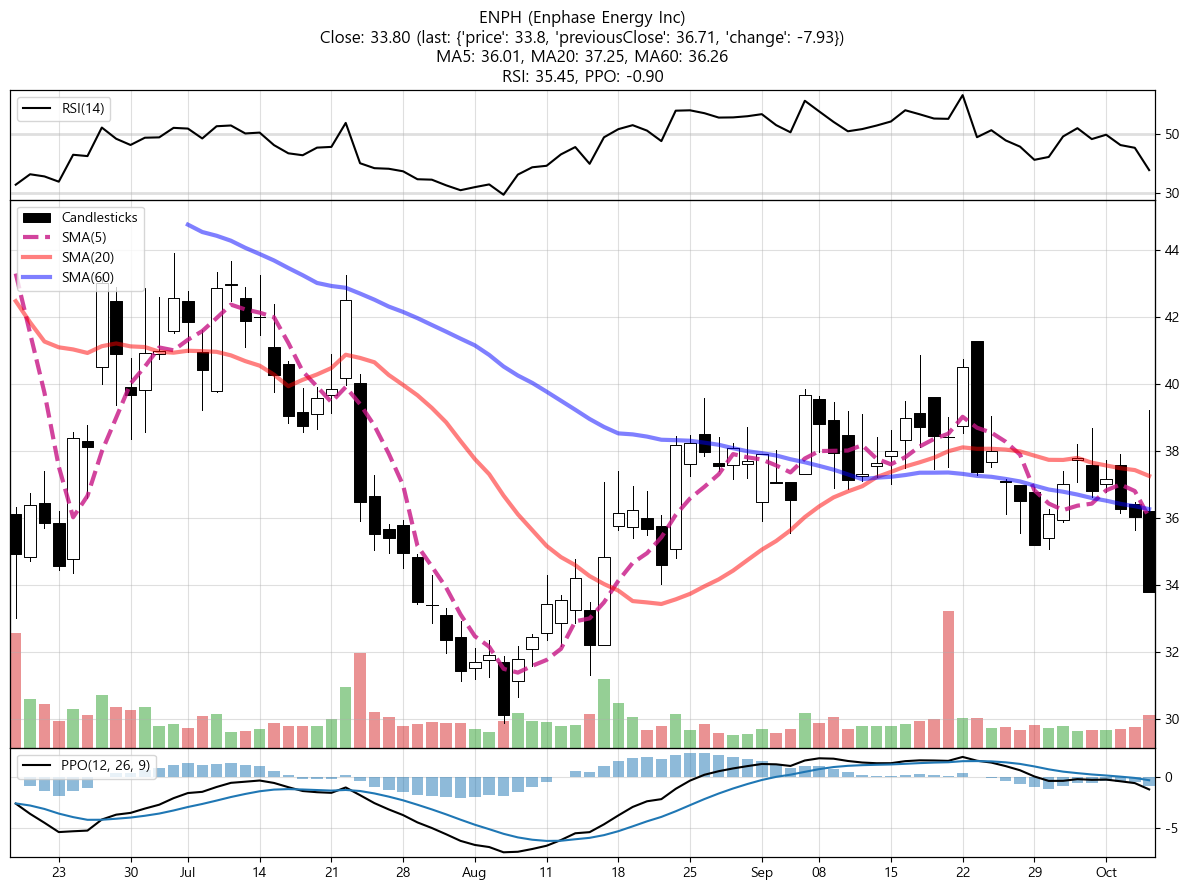 ENPH (Enphase Energy Inc)
Close: 33.80 (last: {'price': 33.8, 'previousClose': 36.71, 'change': -7.93})
MA5: 36.01, MA20: 37.25, MA60: 36.26
RSI: 35.45, PPO: -0.90
RSI(14)
50
30
Candlesticks
SMA(5)
SMA(20)
SMA(60)
44
42
40
38
36
34
32
30
PPO(12, 26, 9)
0
-5
23 30 Jul 14 21 28 Aug 11 18 25 Sep 08 15 22 29 Oct